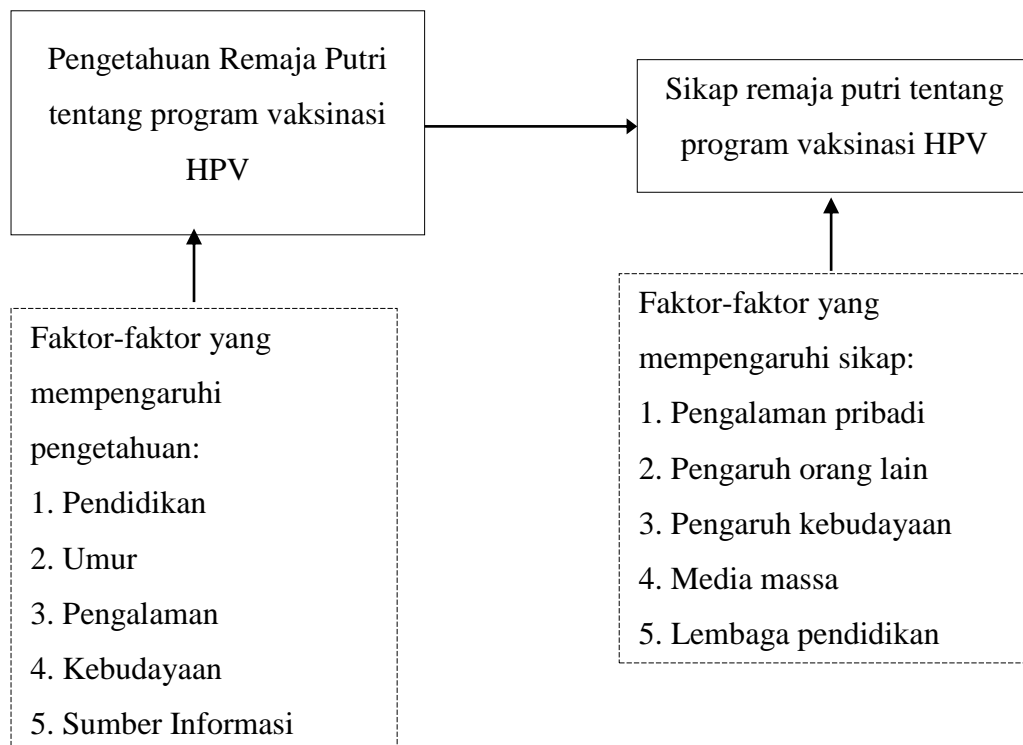 Pengetahuan Remaja Putri
tentang program vaksinasi
HPV
Sikap remaja putri tentang
program vaksinasi HPV
Faktor-faktor yang
mempengaruhi
pengetahuan:
1. Pendidikan
2. Umur
3. Pengalaman
4. Kebudayaan
5. Sumber Informasi
Faktor-faktor yang
mempengaruhi sikap:
1. Pengalaman pribadi
2. Pengaruh orang lain
3. Pengaruh kebudayaan
4. Media massa
5. Lembaga pendidikan